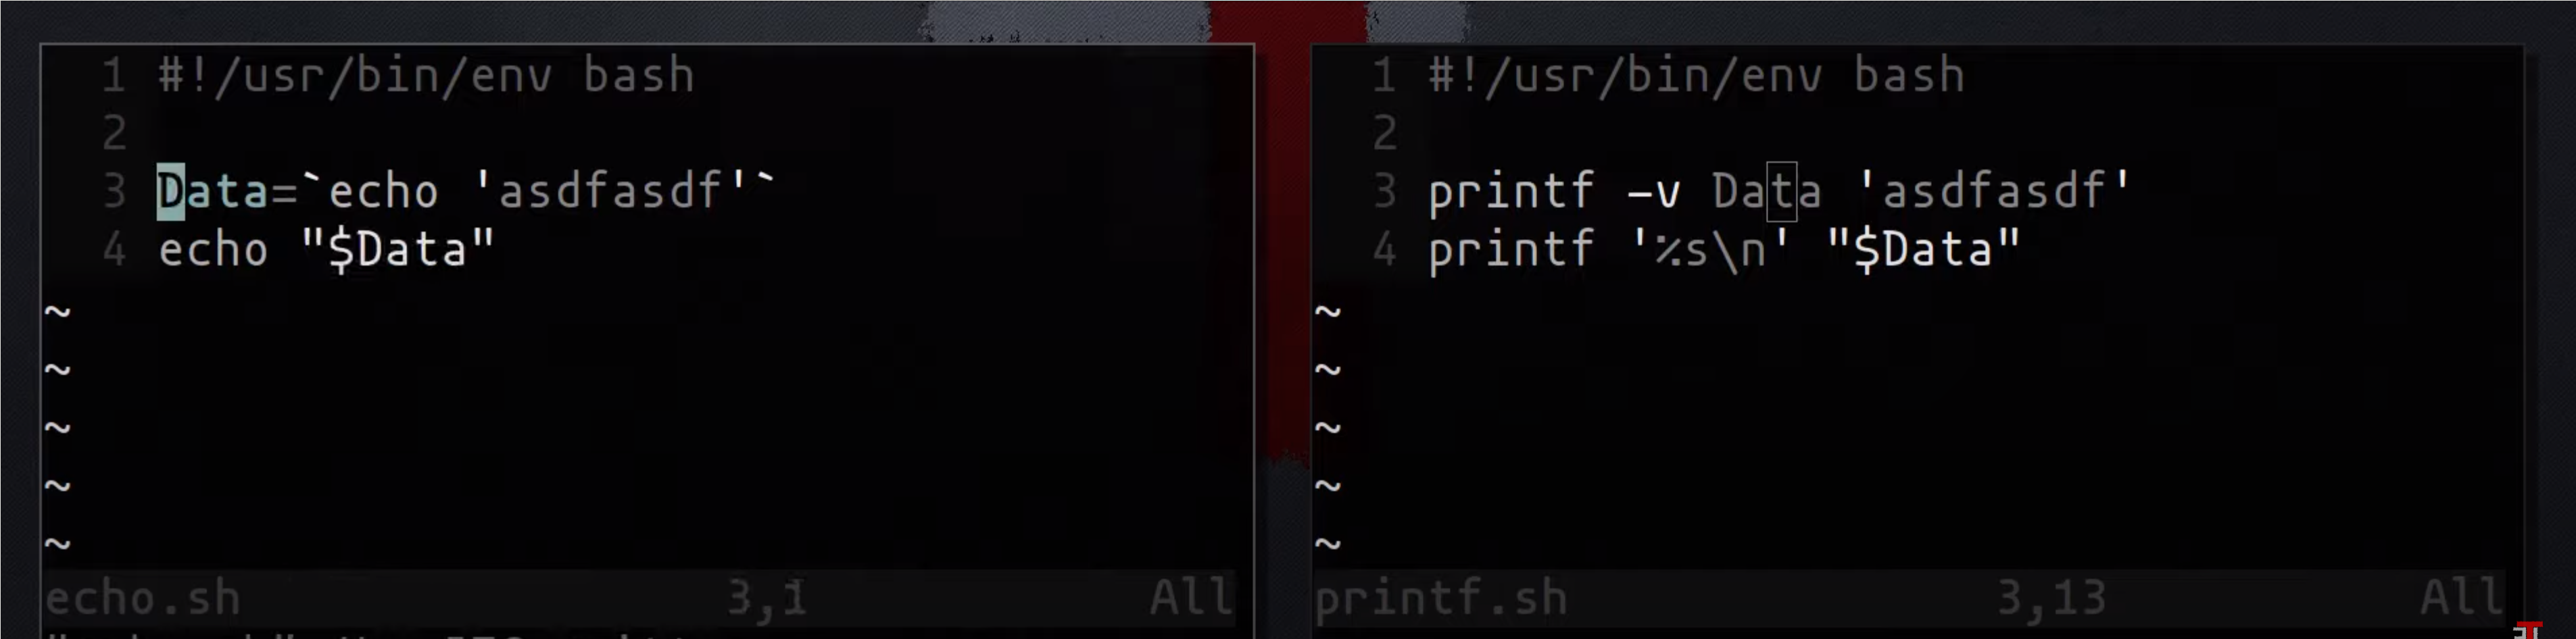 1 #!/usr/bin/env bash
2
3 Data=`echo 'asdfasdf'`
4 echo "$Data"
~
~
~
~
~
echo.sh 3,1 All
1 #!/usr/bin/env bash
2
3 printf -v Data 'asdfasdf'
4 printf '%s\n' "$Data"
~
~
~
~
~
printf.sh 3,13 All